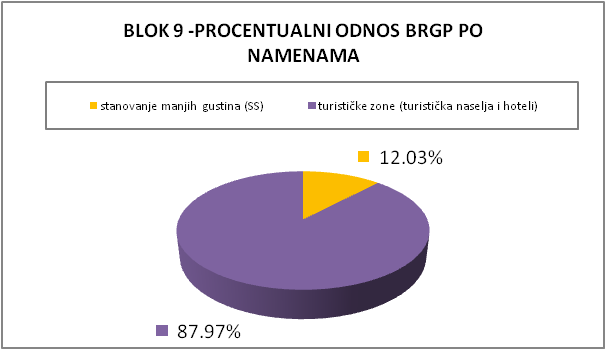 BLOK 9 -PROCENTUALNI ODNOS BRGP PO
NAMENAMA
stanovanje manjih gustina (SS)
turističke zone (turistička naselja i hoteli)
12.03%
87.97%